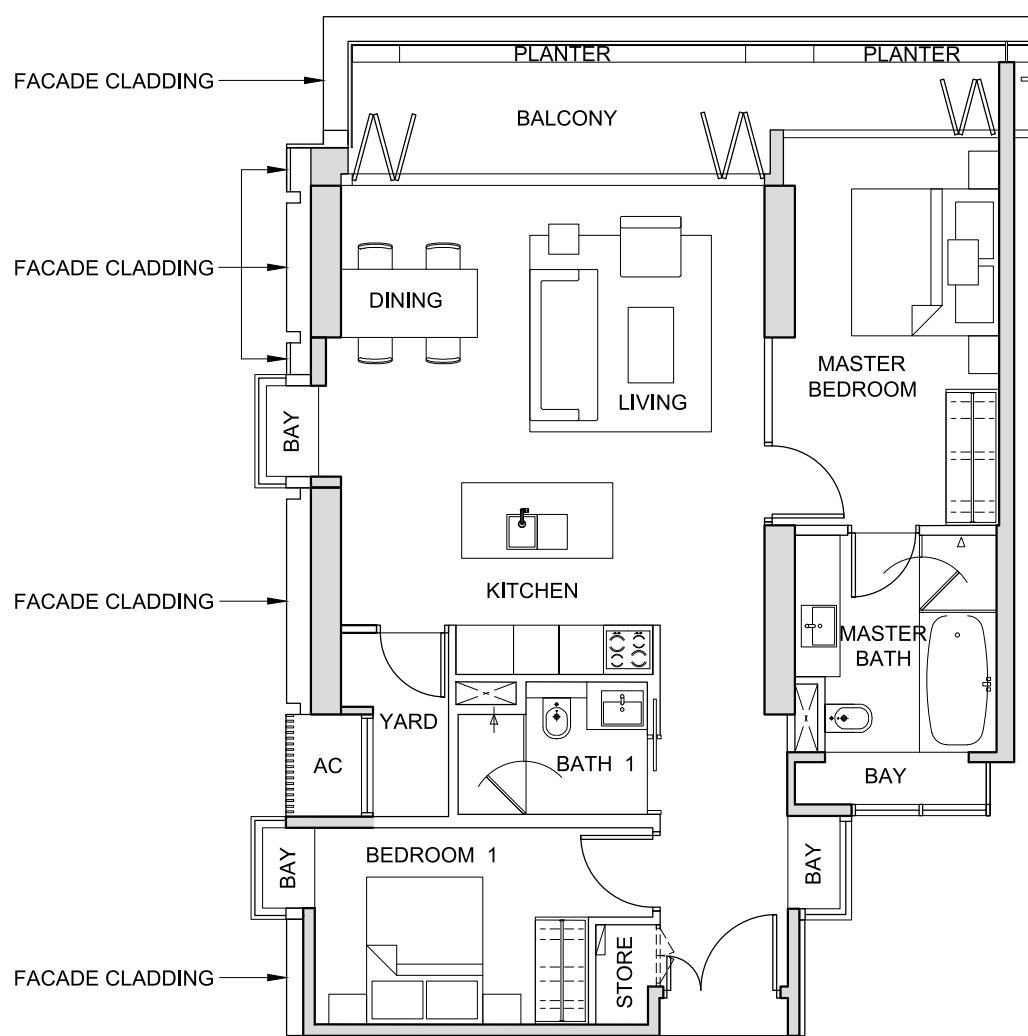 PLANTER
PLANTER
FACADE CLADDING
BALCONY
FACADE CLADDING
DINING
MASTER
BEDROOM
LIVING
BAY
KITCHEN
FACADE CLADDING
MASTER
BATH
YARD
AC
BATH 1
BAY
BEDROOM 1
BAY
BAY
STORE
FACADE CLADDING